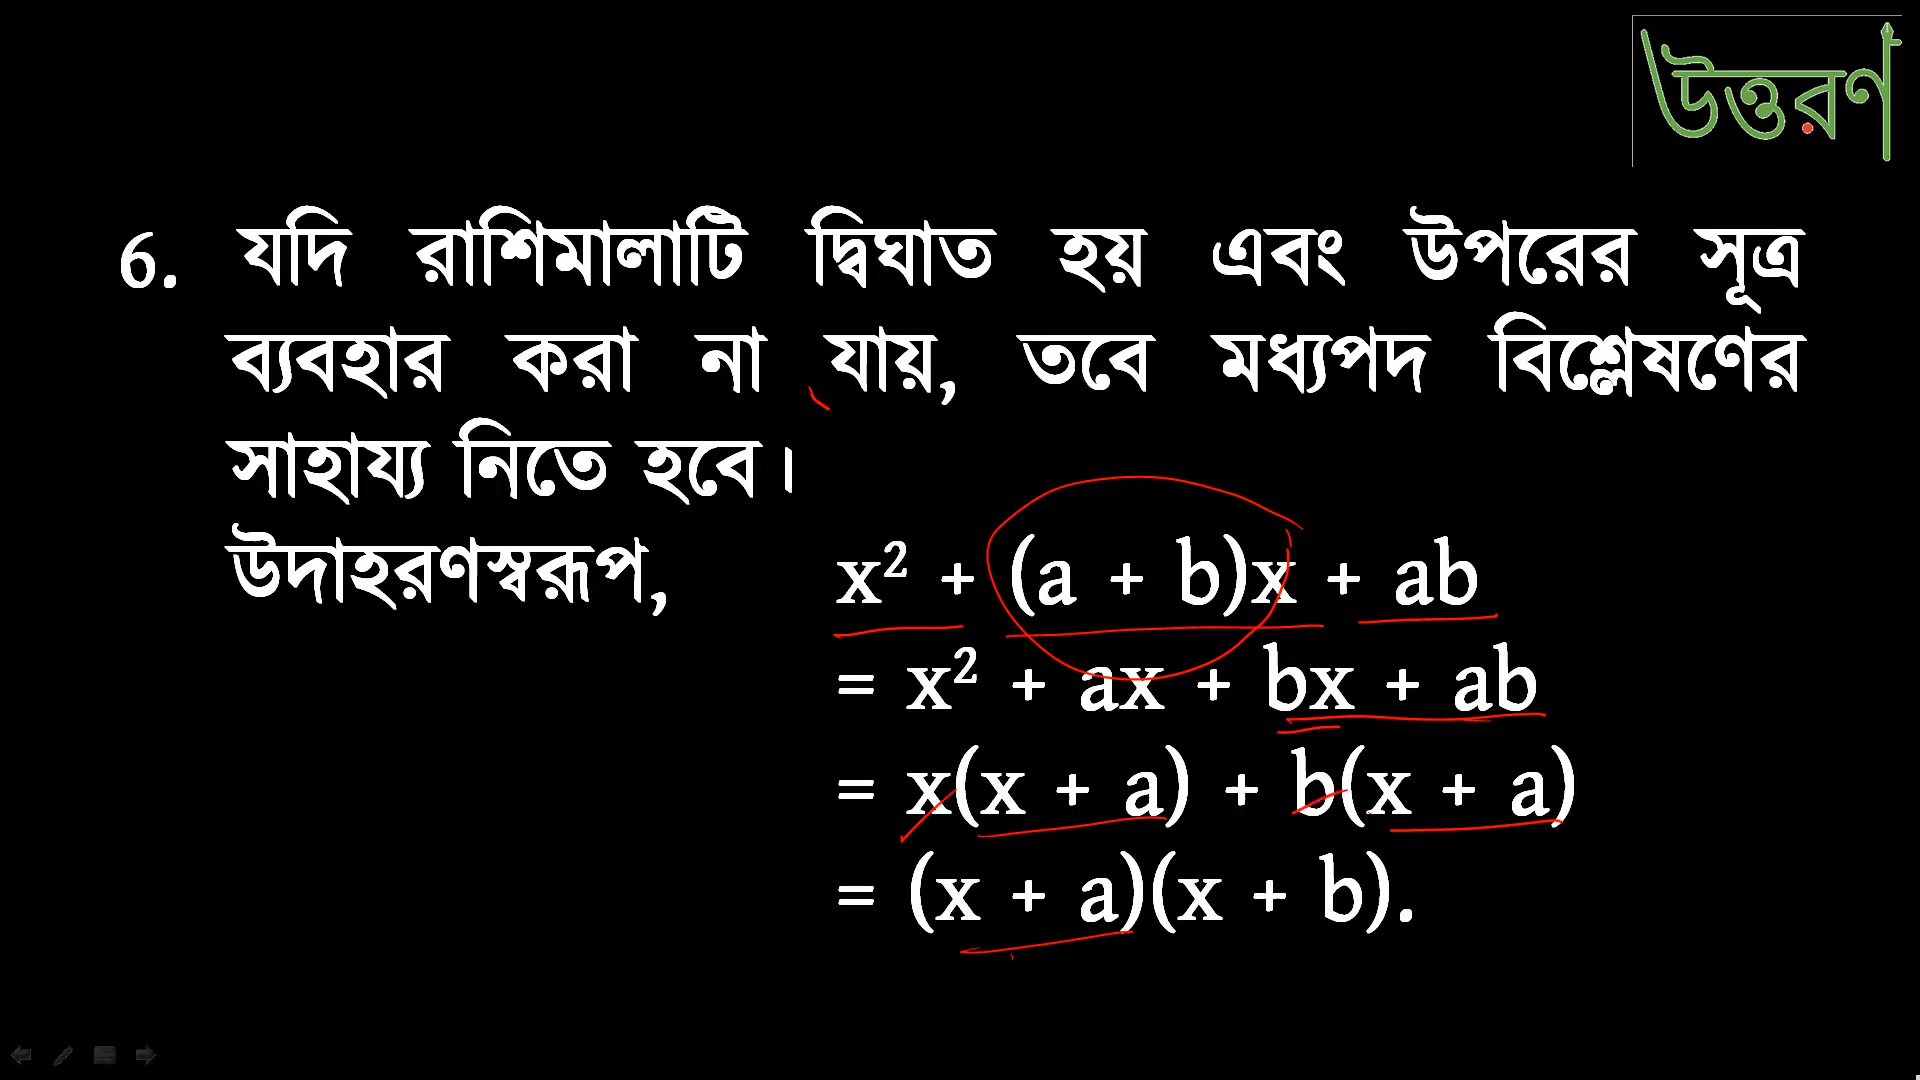 উত্তরণ
6. যদি রাশিমালাটি দ্বিঘাত হয় এবং উপরের সূত্র
ব্যবহার করা না যায়, তবে মধ্যপদ বিশ্লেষণের
সাহায্য নিতে হবে।
উদাহরণস্বরূপ, x² + (a + b)x + ab
= x² + ax + bx + ab
= x(x + a) + b(x + a)
= (x + a)(x + b).